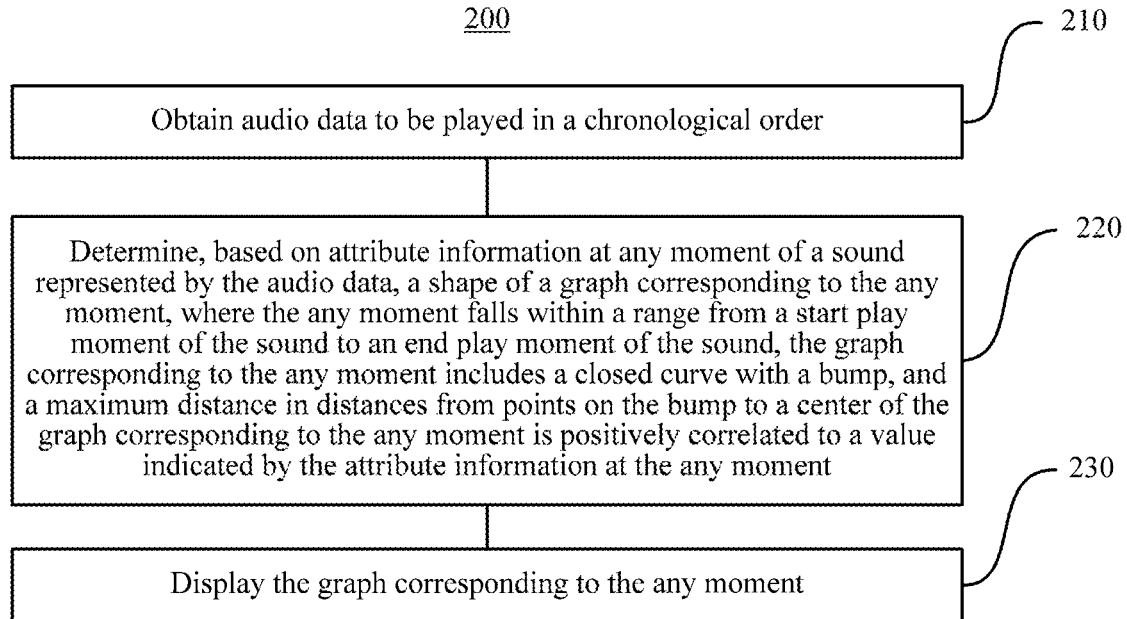 200
210
Obtain audio data to be played in a chronological order
220
Determine, based on attribute information at any moment of a sound
represented by the audio data, a shape of a graph corresponding to the any
moment, where the any moment falls within a range from a start play
moment of the sound to an end play moment of the sound, the graph
corresponding to the any moment includes a closed curve with a bump, and
a maximum distance in distances from points on the bump to a center of the
graph corresponding to the any moment is positively correlated to a value
indicated by the attribute information at the any moment
230
Display the graph corresponding to the any moment